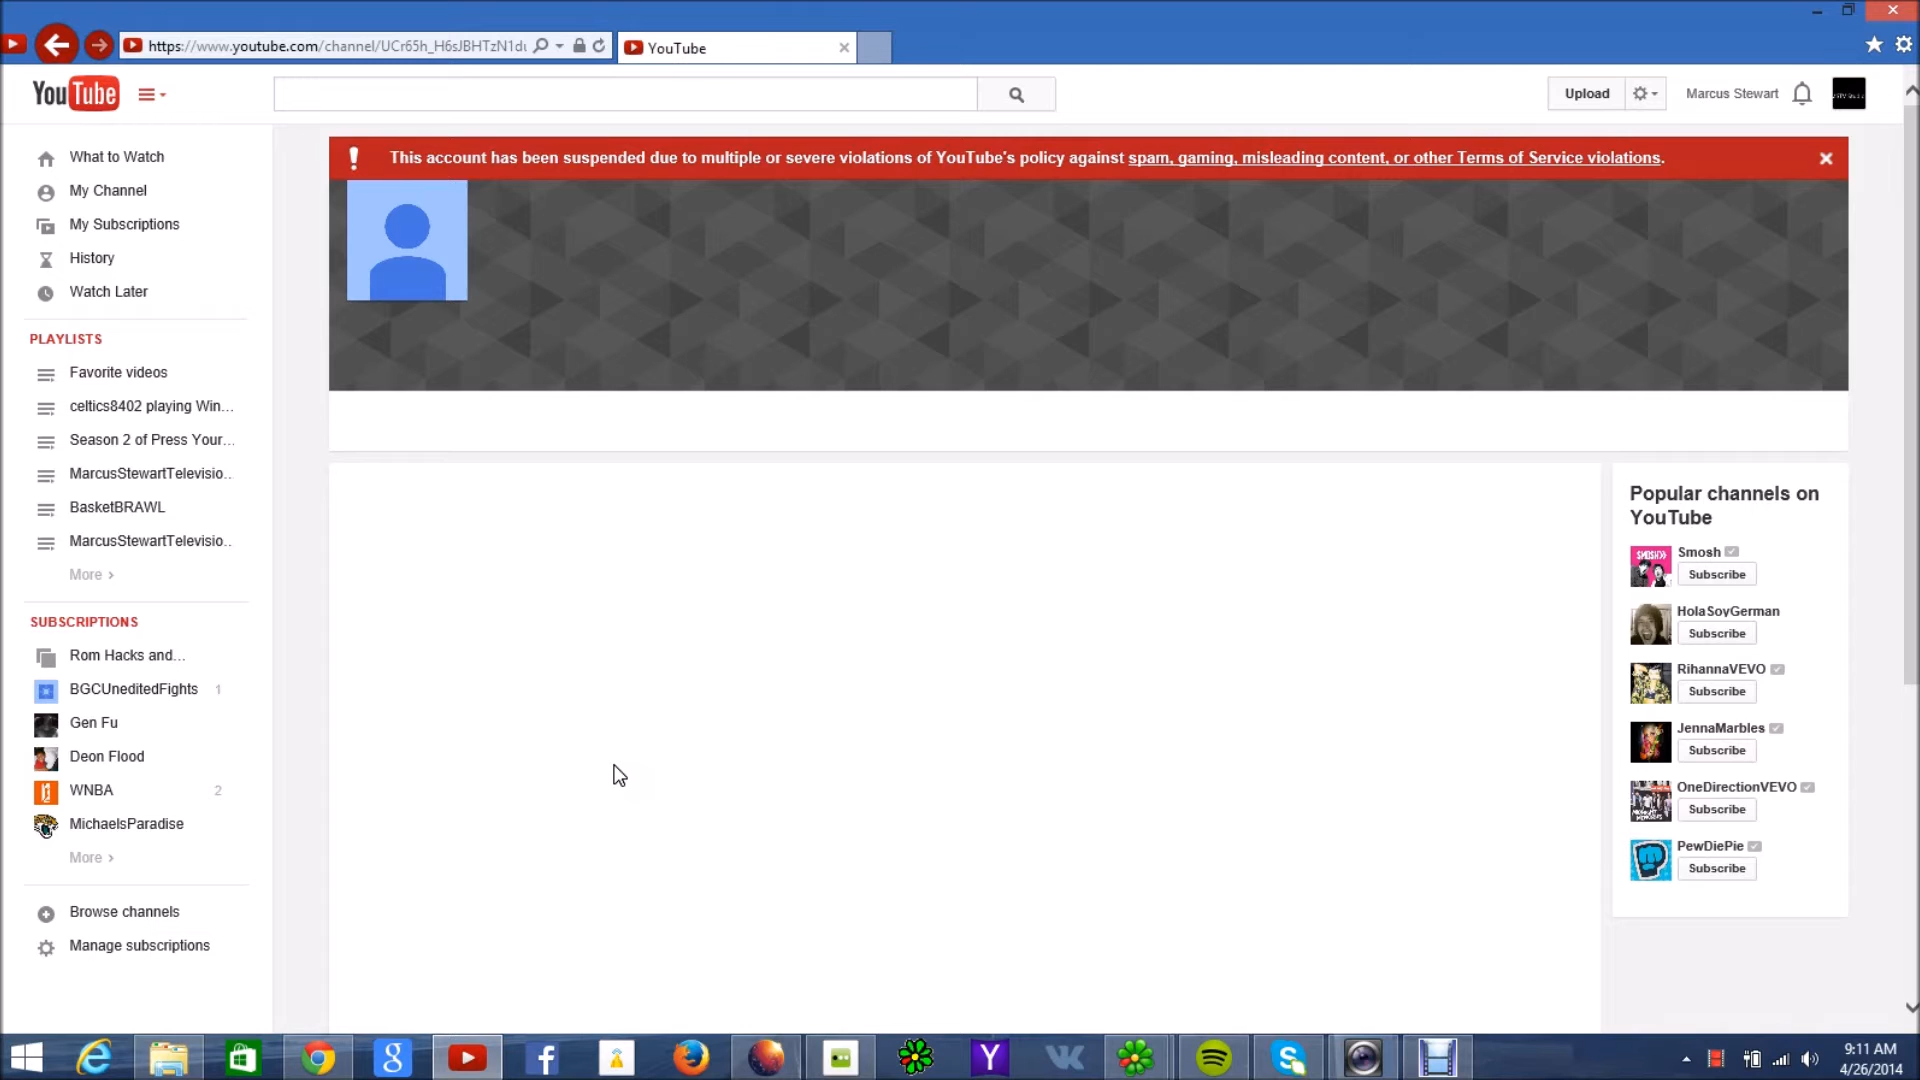 https://www.youtube.com/channel/UCr65h_H6sJBHTzN1du
YouTube
YouTube
Upload
Marcus Stewart
This account has been suspended due to multiple or severe violations of YouTube's policy against spam, gaming, misleading content, or other Terms of Service violations.
What to Watch
My Channel
My Subscriptions
History
Watch Later
PLAYLISTS
Favorite videos
celtics8402 playing Win...
Season 2 of Press Your...
MarcusStewartTelevisio...
BasketBRAWL
MarcusStewartTelevisio...
More >
SUBSCRIPTIONS
Rom Hacks and...
BGCUneditedFights 1
Gen Fu
Deon Flood
WNBA 2
MichaelsParadise
More >
Browse channels
Manage subscriptions
Popular channels on
YouTube
SMOSH
Smosh
Subscribe
HolaSoyGerman
Subscribe
RihannaVEVO
Subscribe
JennaMarbles
Subscribe
OneDirectionVEVO
Subscribe
PewDiePie
Subscribe
9:11 AM
4/26/2014